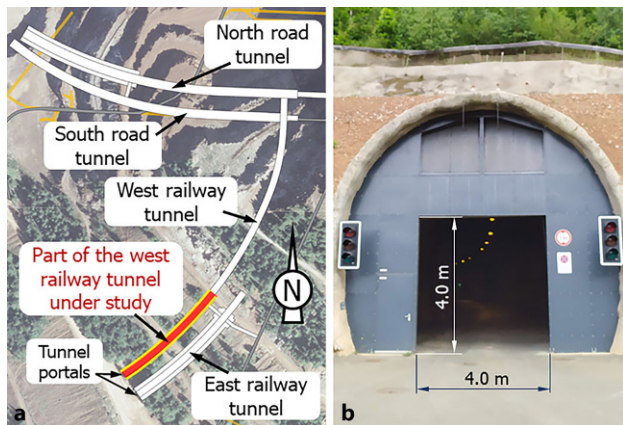 North road
tunnel
South road
tunnel
West railway
tunnel
Part of the west
railway tunnel
under study
N
Tunnel
portals
East railway
tunnel
a
4.0 m
4.0 m
b